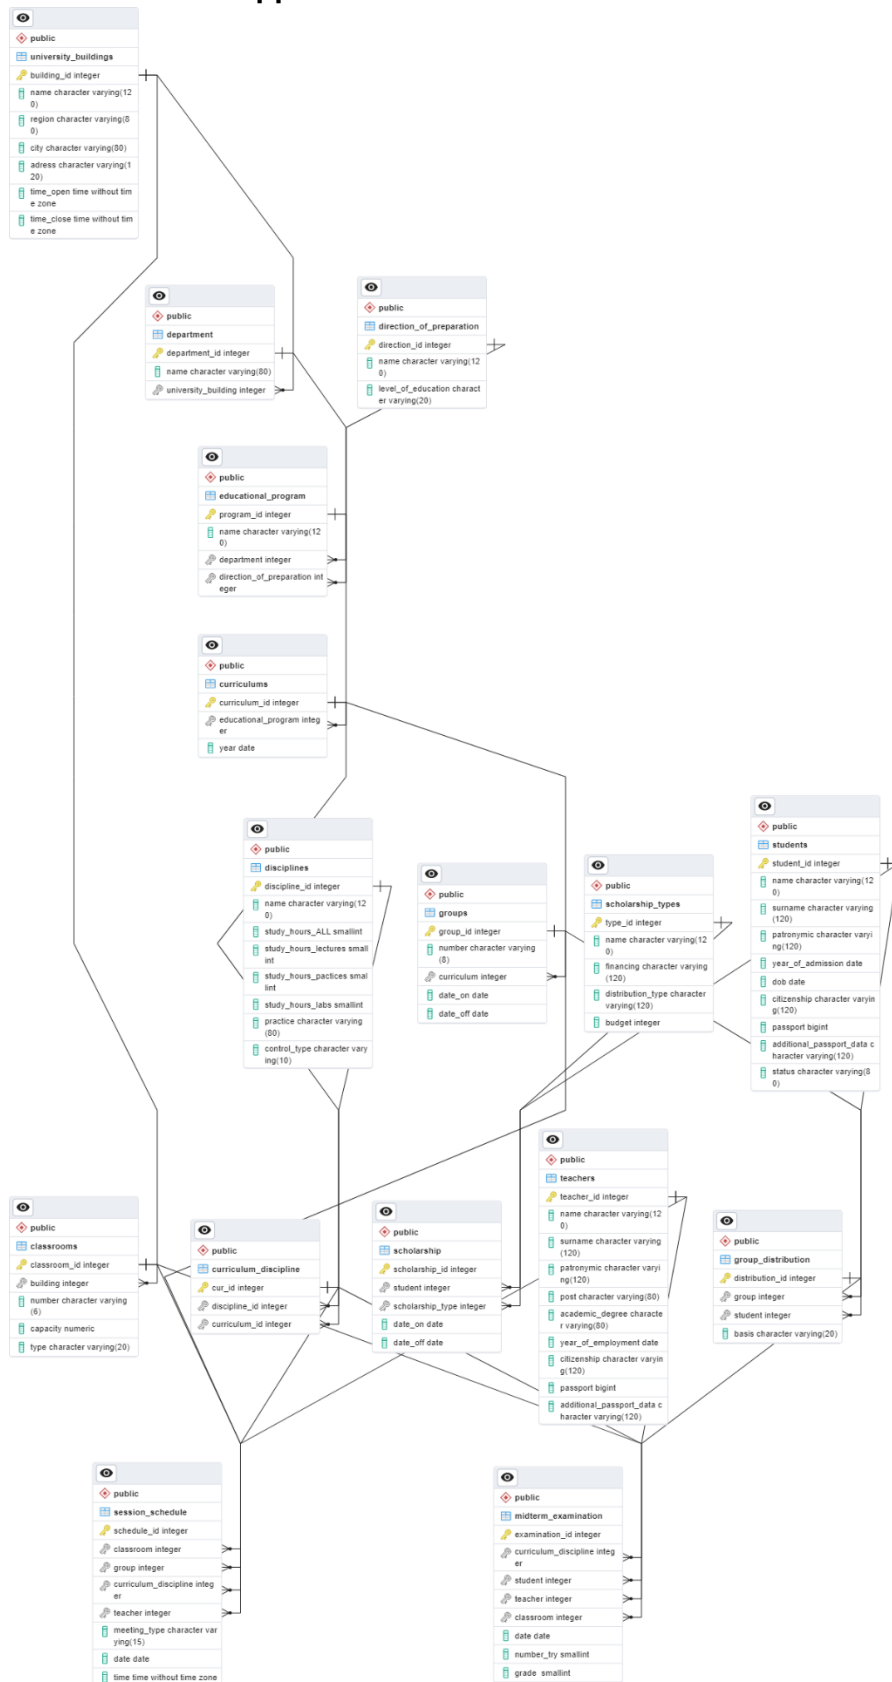 public
university_buildings
building_id integer
name character varying(12
0)
region character varying(8
0)
city character varying(80)
adress character varying(1
20)
time_open time without tim
e zone
time_close time without tim
e zone
public
department
department_id integer
name character varying(80)
university_building integer
public
direction_of_preparation
direction_id integer
name character varying(12
0)
level_of_education charact
er varying(20)
public
educational_program
program_id integer
name character varying(12
0)
department integer
direction_of_preparation int
eger
public
curriculums
curriculum_id integer
educational_program integ
er
year date
public
disciplines
discipline_id integer
name character varying(12
0)
study_hours_ALL smallint
study_hours_lectures small
int
study_hours_pactices smal
lint
study_hours_labs smallint
practice character varying
(80)
control_type character vary
ing(10)
public
groups
group_id integer
number character varying
(8)
curriculum integer
date_on date
date_off date
public
scholarship_types
type_id integer
name character varying(12
0)
financing character varying
(120)
distribution_type character
varying(120)
budget integer
public
students
student_id integer
name character varying(12
0)
surname character varying
(120)
patronymic character varyi
ng(120)
year_of_admission date
dob date
citizenship character varyin
g(120)
passport bigint
additional_passport_data c
haracter varying(120)
status character varying(8
0)
public
classrooms
classroom_id integer
building integer
number character varying
(6)
capacity numeric
type character varying(20)
public
curriculum_discipline
cur_id integer
discipline_id integer
curriculum_id integer
public
scholarship
scholarship_id integer
student integer
scholarship_type integer
date_on date
date_off date
public
teachers
teacher_id integer
name character varying(12
0)
surname character varying
(120)
patronymic character varyi
ng(120)
post character varying(80)
academic_degree characte
r varying(80)
year_of_employment date
citizenship character varyin
g(120)
passport bigint
additional_passport_data c
haracter varying(120)
public
group_distribution
distribution_id integer
group integer
student integer
basis character varying(20)
public
session_schedule
schedule_id integer
classroom integer
group integer
curriculum_discipline integ
er
teacher integer
meeting_type character var
ying(15)
date date
time time without time zone
public
midterm_examination
examination_id integer
curriculum_discipline integ
er
student integer
teacher integer
classroom integer
date date
number_try smallint
grade smallint